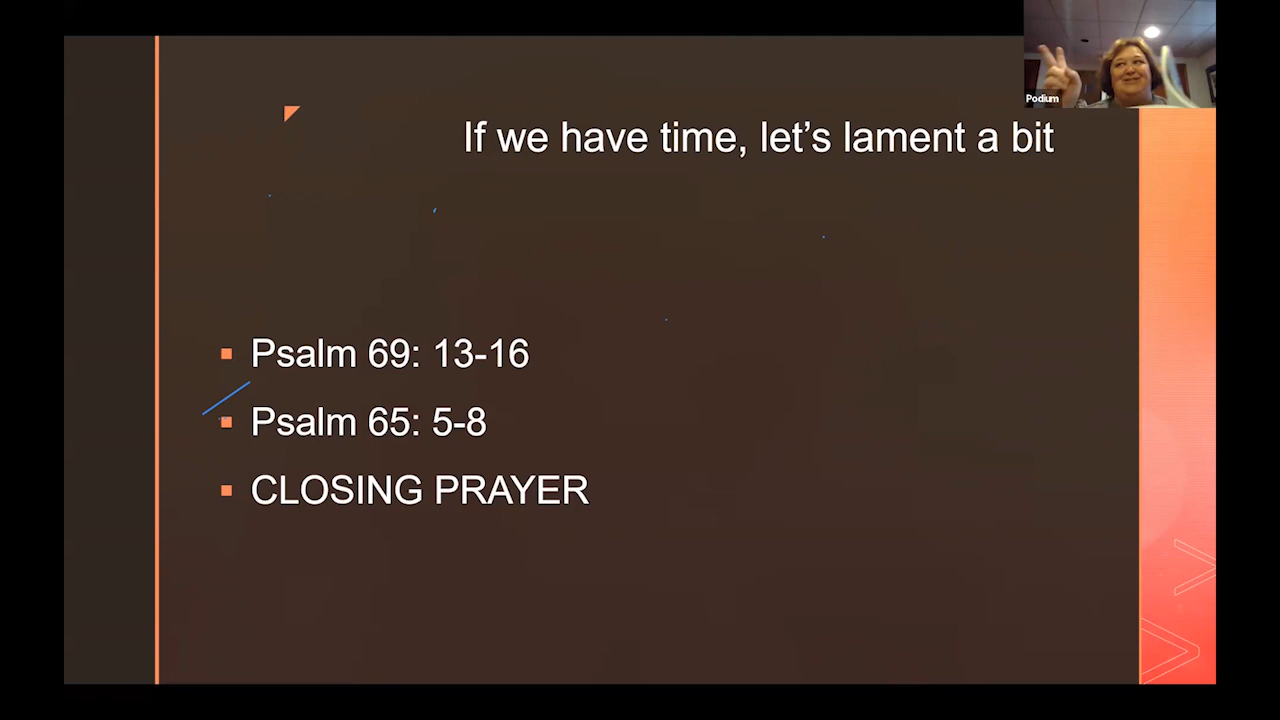 Podium
If we have time, let’s lament a bit
Psalm 69: 13-16
Psalm 65: 5-8
CLOSING PRAYER